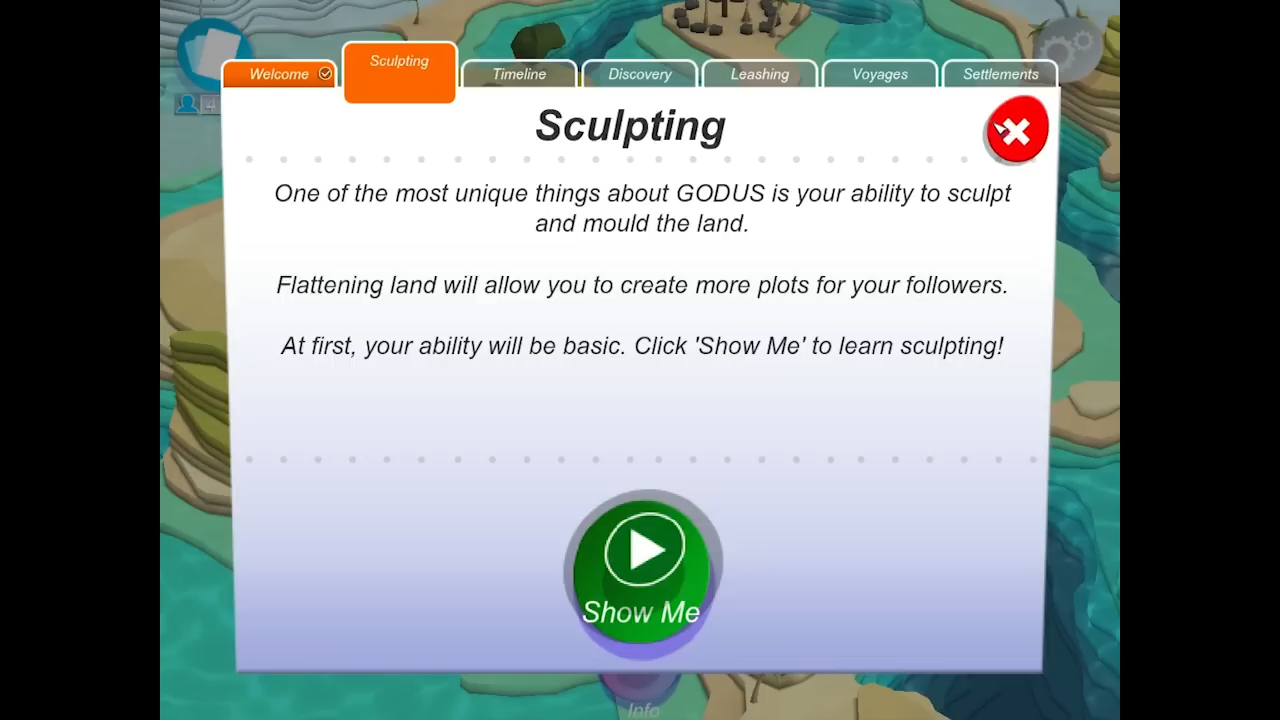 Welcome
Sculpting
Timeline
Discovery
Leashing
Voyages
Settlements
4
Sculpting
One of the most unique things about GODUS is your ability to sculpt
and mould the land.
Flattening land will allow you to create more plots for your followers.
At first, your ability will be basic. Click 'Show Me' to learn sculpting!
Show Me
Info